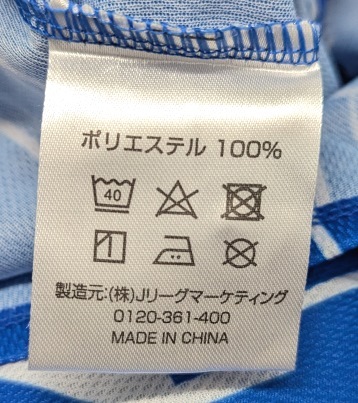 ポリエステル 100%
40
製造元:(株)Jリーグマーケティング
0120-361-400
MADE IN CHINA